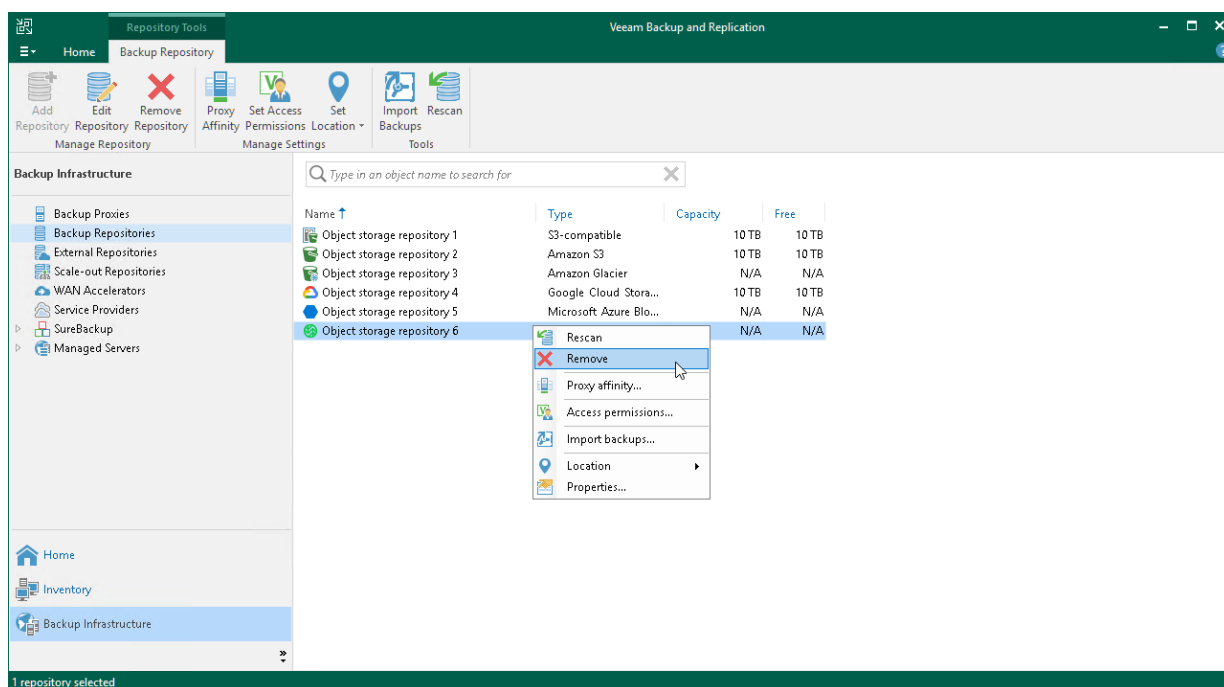 Repository Tools
Veeam Backup and Replication
Home Backup Repository
Add Repository
Edit Repository
Remove Repository
Proxy Affinity
Set Access Permissions
Set Location
Import Backups
Rescan
Manage Repository
Manage Settings
Tools
Backup Infrastructure
Backup Proxies
Backup Repositories
External Repositories
Scale-out Repositories
WAN Accelerators
Service Providers
SureBackup
Managed Servers
Home
Inventory
Backup Infrastructure
Type in an object name to search for
Name Type Capacity Free
Object storage repository 1 S3-compatible 10 TB 10 TB
Object storage repository 2 Amazon S3 10 TB 10 TB
Object storage repository 3 Amazon Glacier N/A N/A
Object storage repository 4 Google Cloud Stora... 10 TB 10 TB
Object storage repository 5 Microsoft Azure Blo... N/A N/A
Object storage repository 6 N/A N/A
Rescan
Remove
Proxy affinity...
Access permissions...
Import backups...
Location
Properties...
1 repository selected